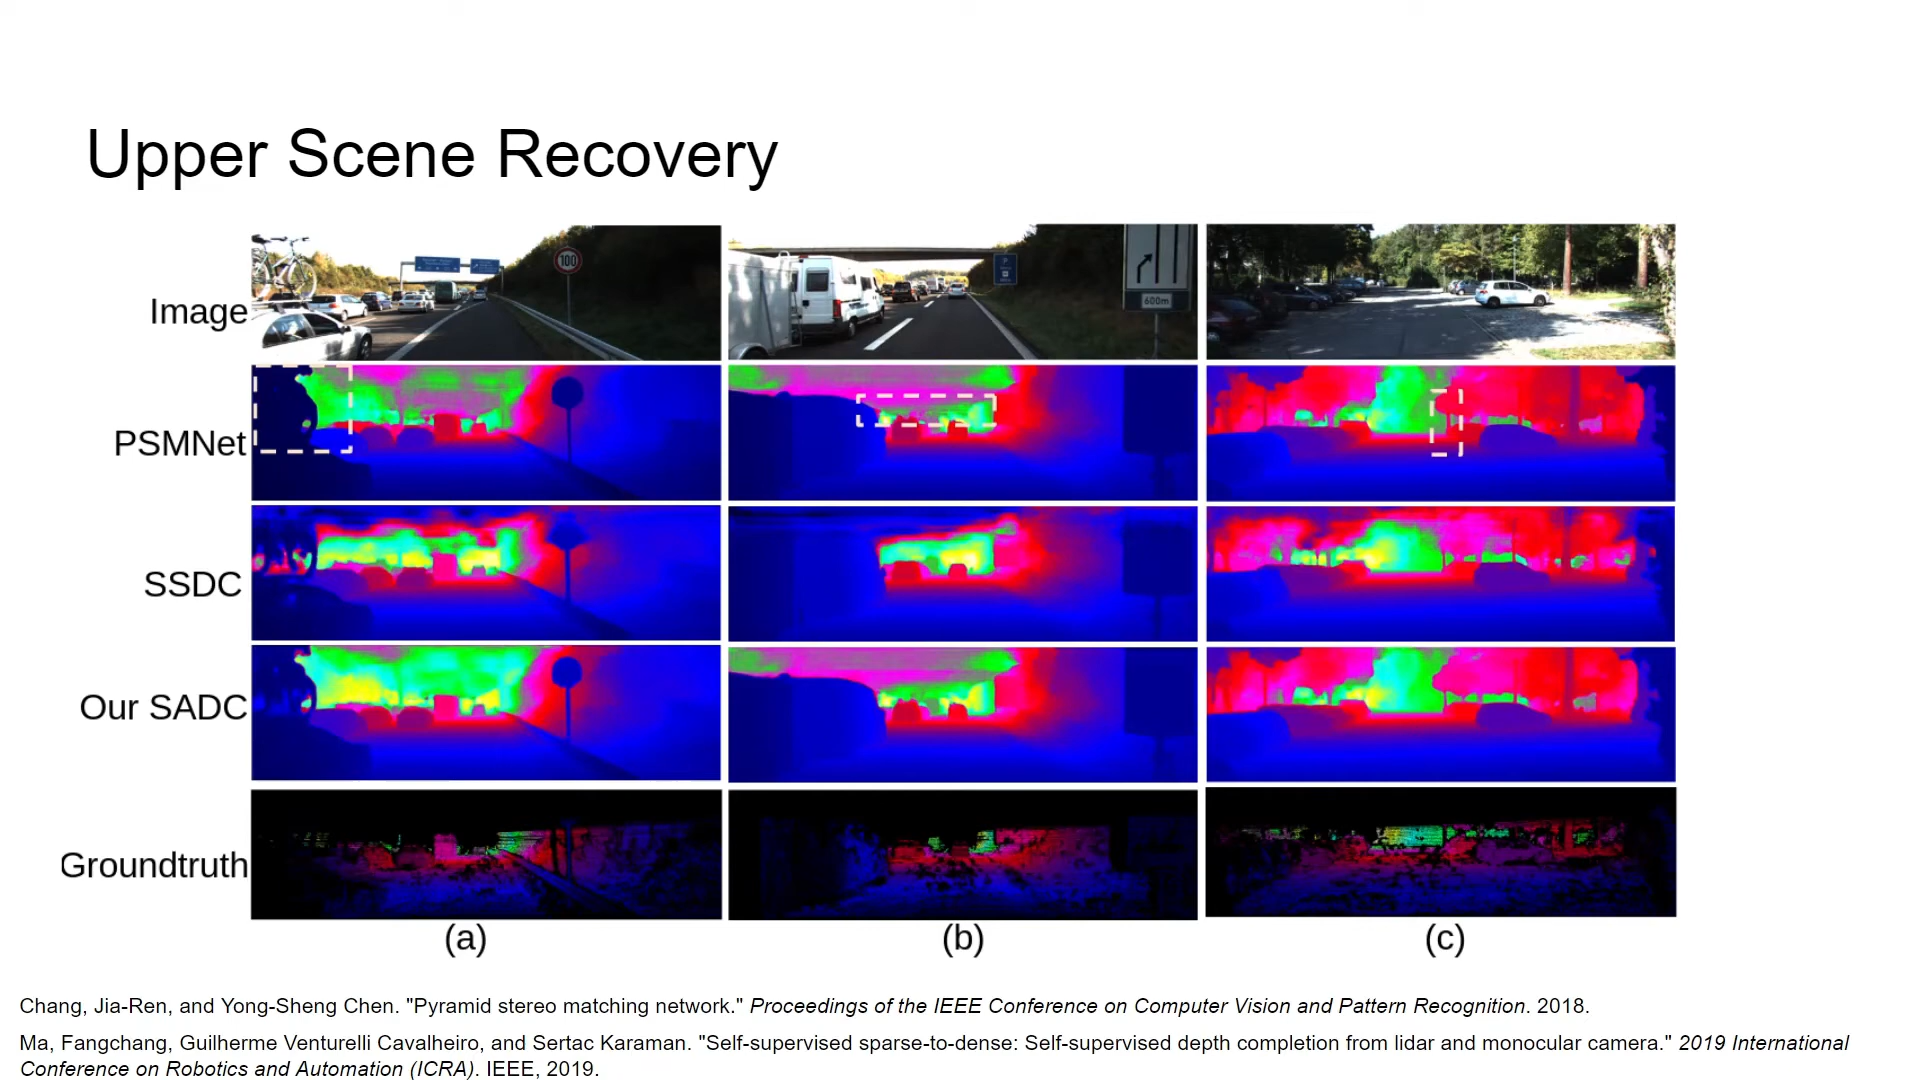 Upper Scene Recovery
Image
100
600m
PSMNet
SSDC
Our SADC
Groundtruth
(a)
(b)
(c)
Chang, Jia-Ren, and Yong-Sheng Chen. "Pyramid stereo matching network." Proceedings of the IEEE Conference on Computer Vision and Pattern Recognition. 2018.
Ma, Fangchang, Guilherme Venturelli Cavalheiro, and Sertac Karaman. "Self-supervised sparse-to-dense: Self-supervised depth completion from lidar and monocular camera." 2019 International
Conference on Robotics and Automation (ICRA). IEEE, 2019.